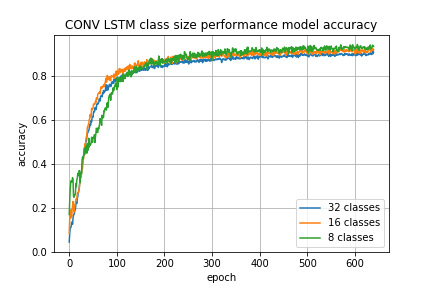 CONV LSTM class size performance model accuracy
accuracy
0.8
0.6
0.4
0.2
0.0
0 100 200 300 400 500 600
epoch
32 classes
16 classes
8 classes